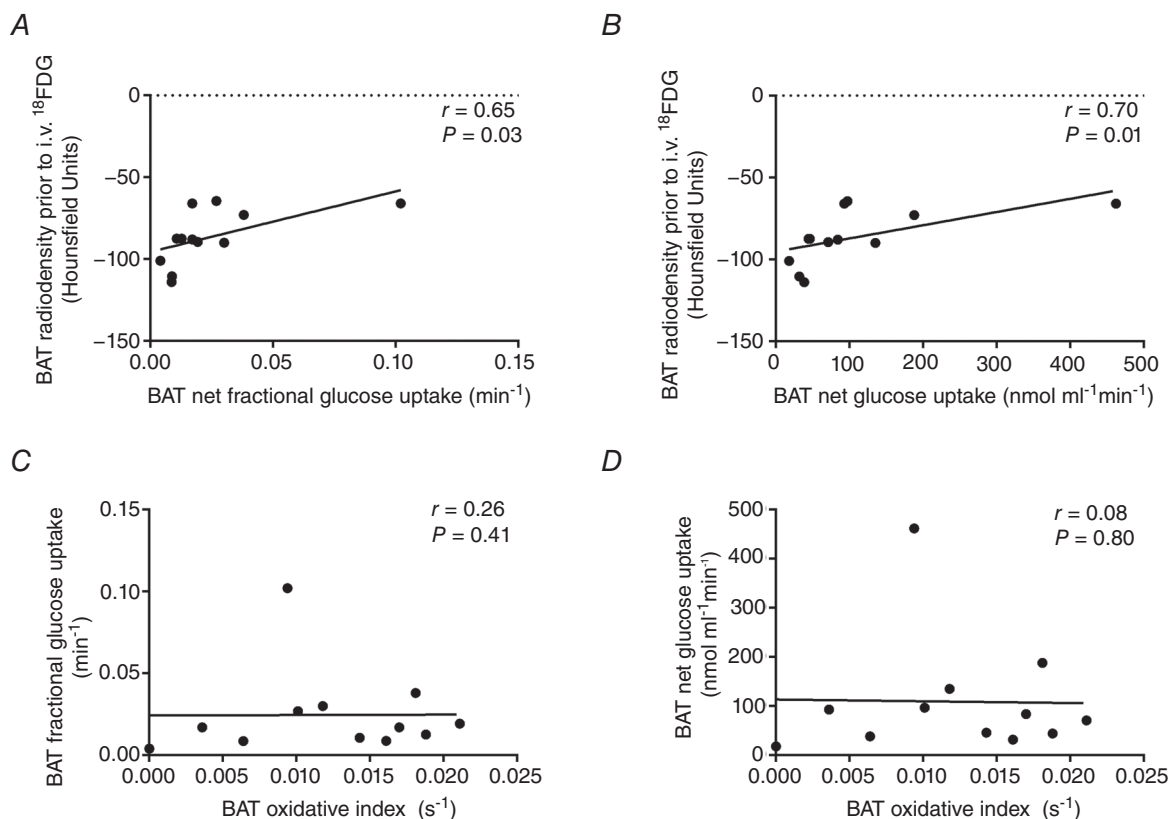 A
BAT radiodensity prior to i.v. ¹⁸FDG
(Hounsfield Units)
0
−50
−100
−150
r = 0.65
P = 0.03
0.00 0.05 0.10 0.15
BAT net fractional glucose uptake (min⁻¹)
B
BAT radiodensity prior to i.v. ¹⁸FDG
(Hounsfield Units)
0
−50
−100
−150
r = 0.70
P = 0.01
0 100 200 300 400 500
BAT net glucose uptake (nmol ml⁻¹min⁻¹)
C
BAT fractional glucose uptake
(min⁻¹)
0.15
0.10
0.05
0.00
r = 0.26
P = 0.41
0.000 0.005 0.010 0.015 0.020 0.025
BAT oxidative index (s⁻¹)
D
BAT net glucose uptake
(nmol ml⁻¹min⁻¹)
500
400
300
200
100
0
r = 0.08
P = 0.80
0.000 0.005 0.010 0.015 0.020 0.025
BAT oxidative index (s⁻¹)